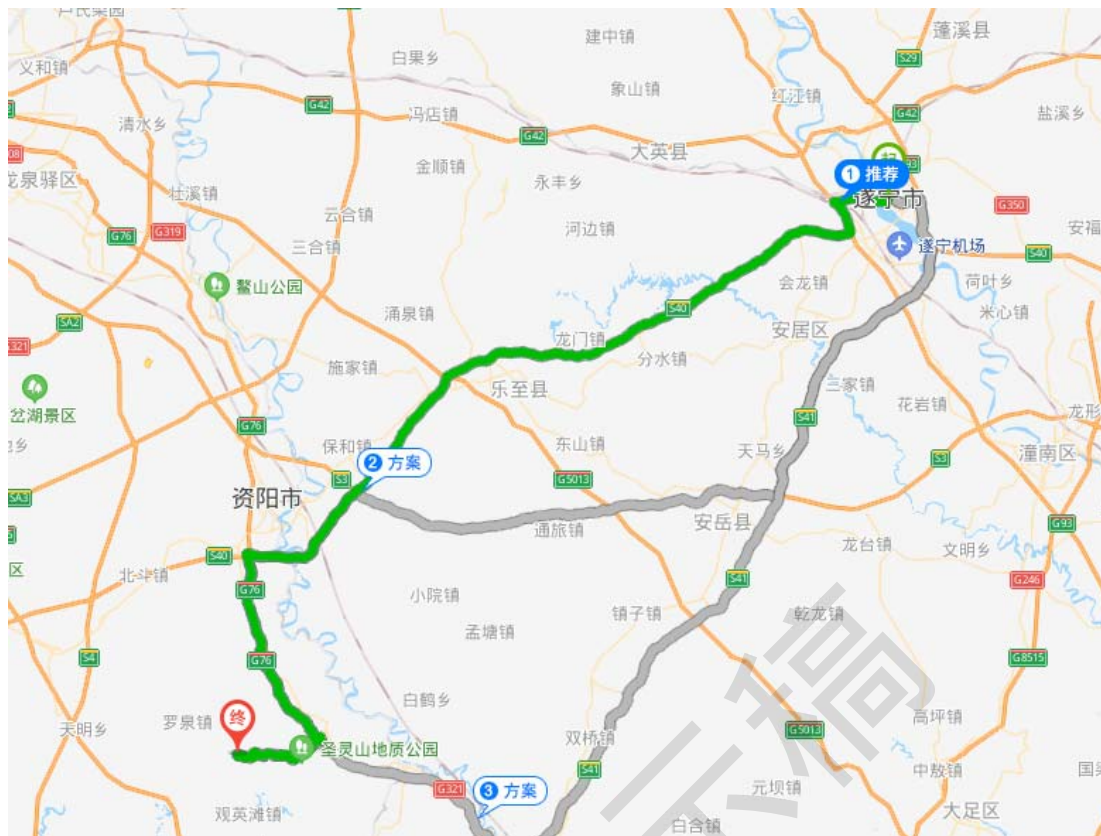 卢氏菜园
建中镇
蓬溪县
白果乡
S29
义和镇
象山镇
红江镇
G42
冯店镇
G42
盐溪乡
清水乡
G42
大英县
起
金顺镇
① 推荐
龙泉驿区
永丰乡
壮溪镇
遂宁市
G350
云合镇
安福
G76
G319
三合镇
河边镇
遂宁机场
S40
鳌山公园
会龙镇
荷叶乡
涌泉镇
S40
米心镇
SA2
龙门镇
安居区
G321
施家镇
分水镇
三家镇
乐至县
花岩镇
龙形
岔湖景区
S41
G76
保和镇
东山镇
天马乡
潼南区
② 方案
S3
S3
G5013
资阳市
SA3
安岳县
G93
通旅镇
龙台镇
文明乡
S40
区
北斗镇
G76
S41
G246
小院镇
镇子镇
乾龙镇
孟塘镇
S4
G76
G8515
白鹤乡
终
罗泉镇
高坪镇
天明乡
双桥镇
G5013
圣灵山地质公园
S41
中敖镇
G321
③ 方案
元坝镇
观英滩镇
大足区
白合镇
下稿